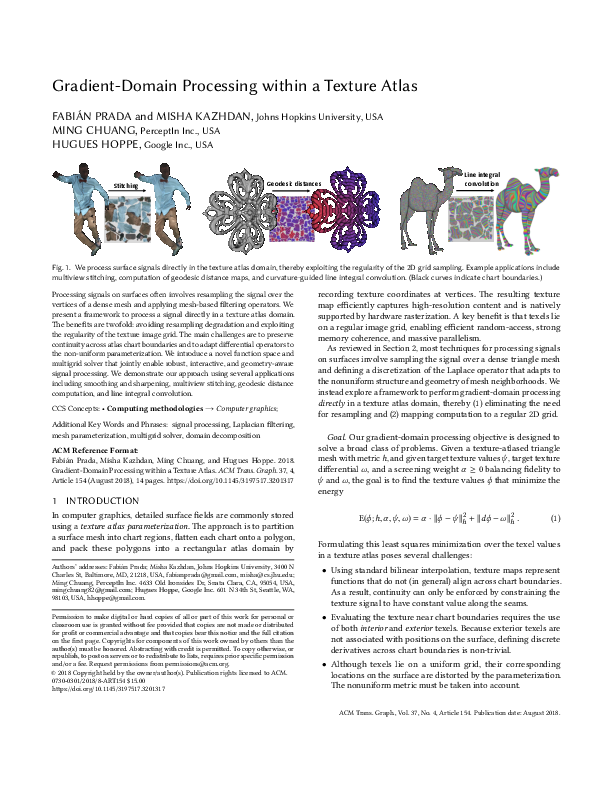 Gradient-Domain Processing within a Texture Atlas
FABIÁN PRADA and MISHA KAZHDAN, Johns Hopkins University, USA
MING CHUANG, PerceptIn Inc., USA
HUGUES HOPPE, Google Inc., USA
Stitching
Geodesic distances
Line integral
convolution
Fig. 1. We process surface signals directly in the texture atlas domain, thereby exploiting the regularity of the 2D grid sampling. Example applications include
multiview stitching, computation of geodesic distance maps, and curvature-guided line integral convolution. (Black curves indicate chart boundaries.)
Processing signals on surfaces often involves resampling the signal over the
vertices of a dense mesh and applying mesh-based filtering operators. We
present a framework to process a signal directly in a texture atlas domain.
The benefits are twofold: avoiding resampling degradation and exploiting
the regularity of the texture image grid. The main challenges are to preserve
continuity across atlas chart boundaries and to adapt differential operators to
the non-uniform parameterization. We introduce a novel function space and
multigrid solver that jointly enable robust, interactive, and geometry-aware
signal processing. We demonstrate our approach using several applications
including smoothing and sharpening, multiview stitching, geodesic distance
computation, and line integral convolution.
CCS Concepts: • Computing methodologies → Computer graphics;
Additional Key Words and Phrases: signal processing, Laplacian filtering,
mesh parameterization, multigrid solver, domain decomposition
ACM Reference Format:
Fabián Prada, Misha Kazhdan, Ming Chuang, and Hugues Hoppe. 2018.
Gradient-Domain Processing within a Texture Atlas. ACM Trans. Graph. 37, 4,
Article 154 (August 2018), 14 pages. https://doi.org/10.1145/3197517.3201317
1 INTRODUCTION
In computer graphics, detailed surface fields are commonly stored
using a texture atlas parameterization. The approach is to partition
a surface mesh into chart regions, flatten each chart onto a polygon,
and pack these polygons into a rectangular atlas domain by
Authors' addresses: Fabián Prada; Misha Kazhdan, Johns Hopkins University, 3400 N
Charles St, Baltimore, MD, 21218, USA, fabianprada@gmail.com, misha@cs.jhu.edu;
Ming Chuang, PerceptIn Inc. 4633 Old Ironsides Dr, Santa Clara, CA, 95054, USA,
mingchuang82@gmail.com; Hugues Hoppe, Google Inc. 601 N 34th St, Seattle, WA,
98103, USA, hhoppe@gmail.com.
Permission to make digital or hard copies of all or part of this work for personal or
classroom use is granted without fee provided that copies are not made or distributed
for profit or commercial advantage and that copies bear this notice and the full citation
on the first page. Copyrights for components of this work owned by others than the
author(s) must be honored. Abstracting with credit is permitted. To copy otherwise, or
republish, to post on servers or to redistribute to lists, requires prior specific permission
and/or a fee. Request permissions from permissions@acm.org.
© 2018 Copyright held by the owner/author(s). Publication rights licensed to ACM.
0730-0301/2018/8-ART154 $15.00
https://doi.org/10.1145/3197517.3201317
recording texture coordinates at vertices. The resulting texture
map efficiently captures high-resolution content and is natively
supported by hardware rasterization. A key benefit is that texels lie
on a regular image grid, enabling efficient random-access, strong
memory coherence, and massive parallelism.
As reviewed in Section 2, most techniques for processing signals
on surfaces involve sampling the signal over a dense triangle mesh
and defining a discretization of the Laplace operator that adapts to
the nonuniform structure and geometry of mesh neighborhoods. We
instead explore a framework to perform gradient-domain processing
directly in a texture atlas domain, thereby (1) eliminating the need
for resampling and (2) mapping computation to a regular 2D grid.
Goal. Our gradient-domain processing objective is designed to
solve a broad class of problems. Given a texture-atlased triangle
mesh with metric h, and given target texture values ψ, target texture
differential ω, and a screening weight α ≥ 0 balancing fidelity to
ψ and ω, the goal is to find the texture values ϕ that minimize the
energy
E(ϕ; h, α, ψ, ω) = α · ‖ϕ − ψ‖²ₕ + ‖dϕ − ω‖²ₕ . (1)
Formulating this least squares minimization over the texel values
in a texture atlas poses several challenges:
• Using standard bilinear interpolation, texture maps represent
functions that do not (in general) align across chart boundaries.
As a result, continuity can only be enforced by constraining the
texture signal to have constant value along the seams.
• Evaluating the texture near chart boundaries requires the use
of both interior and exterior texels. Because exterior texels are
not associated with positions on the surface, defining discrete
derivatives across chart boundaries is non-trivial.
• Although texels lie on a uniform grid, their corresponding
locations on the surface are distorted by the parameterization.
The nonuniform metric must be taken into account.
ACM Trans. Graph., Vol. 37, No. 4, Article 154. Publication date: August 2018.